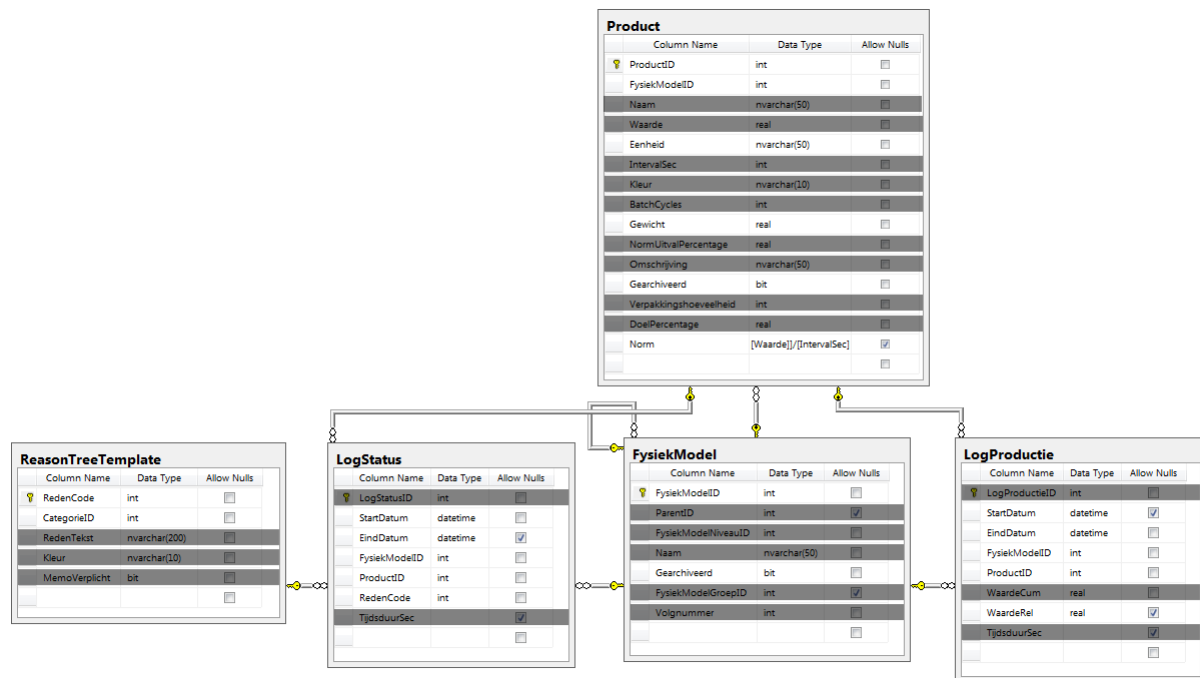 Product
Column Name Data Type Allow Nulls
ProductID int
FysiekModelID int
Naam nvarchar(50)
Waarde real
Eenheid nvarchar(50)
IntervalSec int
Kleur nvarchar(10)
BatchCycles int
Gewicht real
NormUitvalPercentage real
Omschrijving nvarchar(50)
Gearchiveerd bit
Verpakkingshoeveelheid int
DoelPercentage real
Norm [Waarde]]/[IntervalSec]
ReasonTreeTemplate
Column Name Data Type Allow Nulls
RedenCode int
CategorieID int
RedenTekst nvarchar(200)
Kleur nvarchar(10)
MemoVerplicht bit
LogStatus
Column Name Data Type Allow Nulls
LogStatusID int
StartDatum datetime
EindDatum datetime
FysiekModelID int
ProductID int
RedenCode int
TijdsduurSec
FysiekModel
Column Name Data Type Allow Nulls
FysiekModelID int
ParentID int
FysiekModelNiveauID int
Naam nvarchar(50)
Gearchiveerd bit
FysiekModelGroepID int
Volgnummer int
LogProductie
Column Name Data Type Allow Nulls
LogProductieID int
StartDatum datetime
EindDatum datetime
FysiekModelID int
ProductID int
WaardeCum real
WaardeRel real
TijdsduurSec